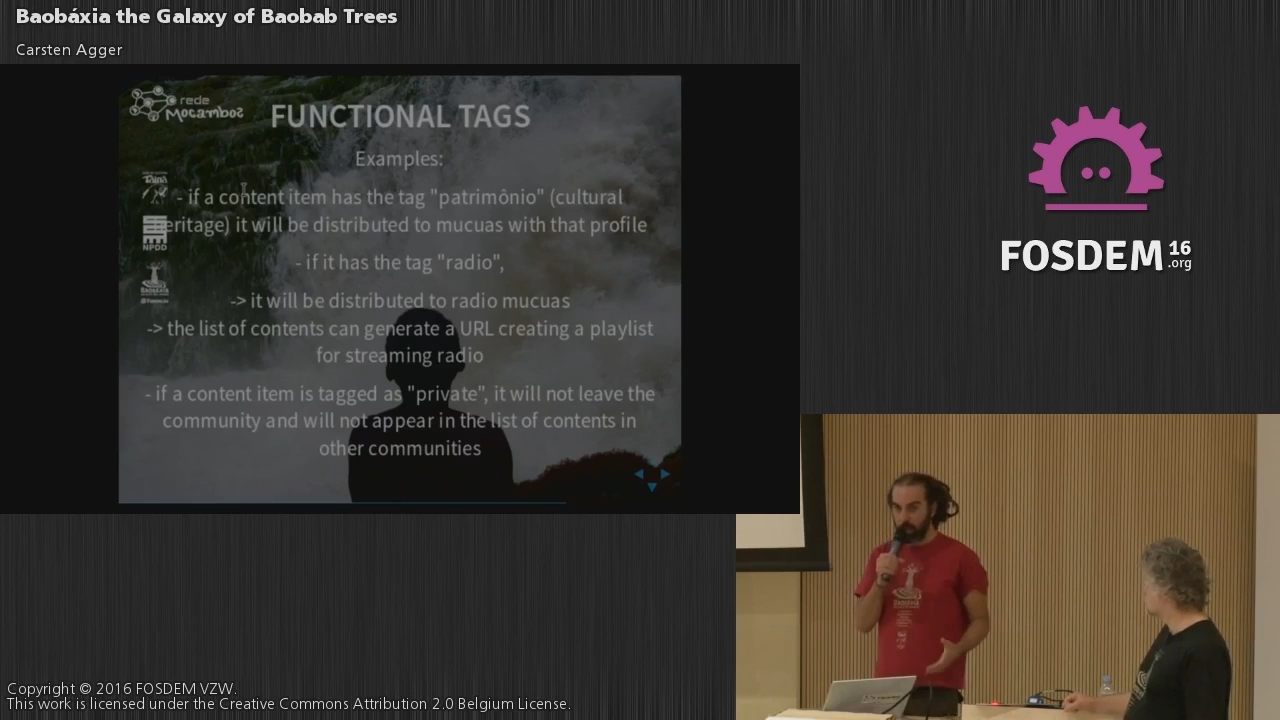 Baobáxia the Galaxy of Baobab Trees
Carsten Agger
rede
Mocambos
FUNCTIONAL TAGS
Examples:
- if a content item has the tag "patrimônio" (cultural
heritage) it will be distributed to mucuas with that profile
- if it has the tag "radio",
-> it will be distributed to radio mucuas
-> the list of contents can generate a URL creating a playlist
for streaming radio
- if a content item is tagged as "private", it will not leave the
community and will not appear in the list of contents in
other communities
NPDD
FOSDEM 16
.org
Copyright © 2016 FOSDEM VZW.
This work is licensed under the Creative Commons Attribution 2.0 Belgium License.